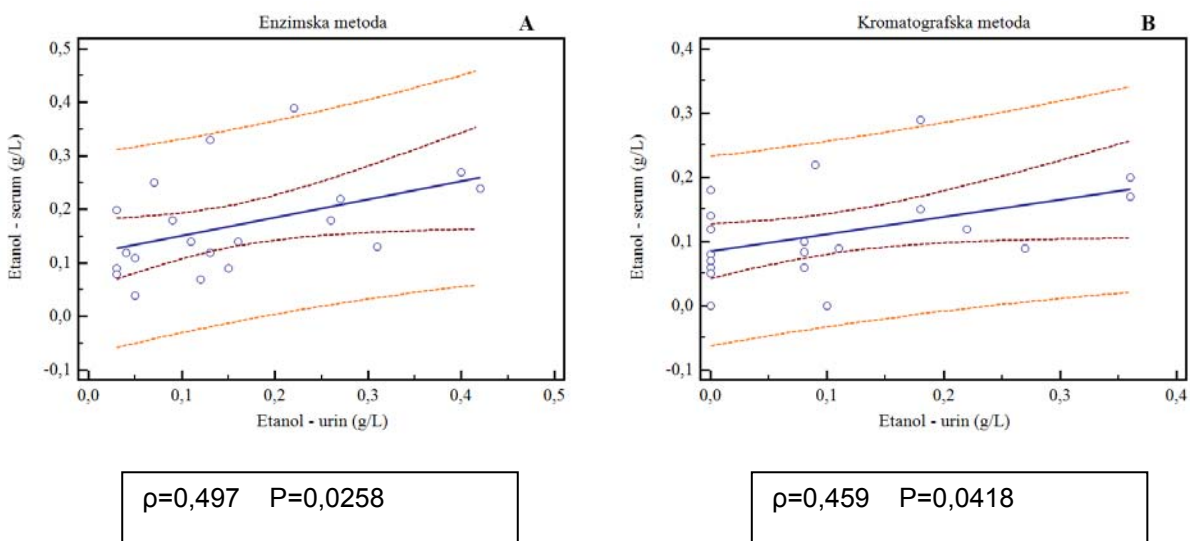 Enzimska metoda
A
0,5
0,4
0,3
0,2
0,1
0,0
-0,1
Etanol - serum (g/L)
0,0 0,1 0,2 0,3 0,4 0,5
Etanol - urin (g/L)
ρ=0,497 P=0,0258
Kromatografska metoda
B
0,4
0,3
0,2
0,1
0,0
-0,1
Etanol - serum (g/L)
0,0 0,1 0,2 0,3 0,4
Etanol - urin (g/L)
ρ=0,459 P=0,0418